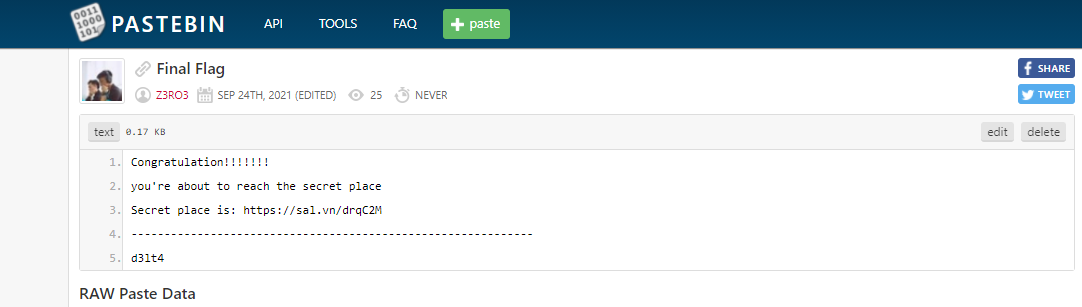 0011
1000
101
PASTEBIN API TOOLS FAQ + paste
Final Flag
SHARE
Z3RO3 SEP 24TH, 2021 (EDITED) 25 NEVER
TWEET
text 0.17 KB edit delete
1. Congratulation!!!!!!!
2. you're about to reach the secret place
3. Secret place is: https://sal.vn/drqC2M
4. -------------------------------------------------------------
5. d3lt4
RAW Paste Data